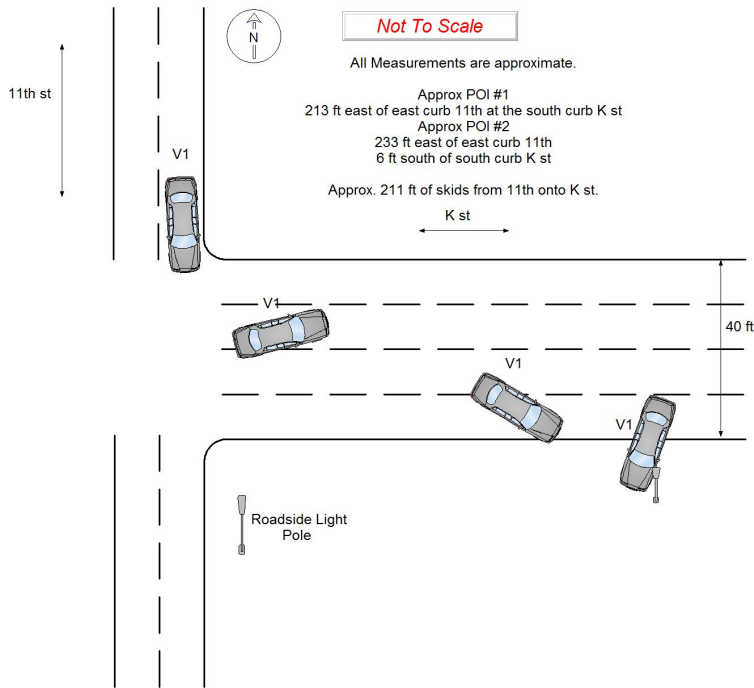 Not To Scale
N
All Measurements are approximate.
11th st
Approx POI #1
213 ft east of east curb 11th at the south curb K st
Approx POI #2
233 ft east of east curb 11th
6 ft south of south curb K st
V1
Approx. 211 ft of skids from 11th onto K st.
K st
V1
40 ft
V1
V1
Roadside Light
Pole